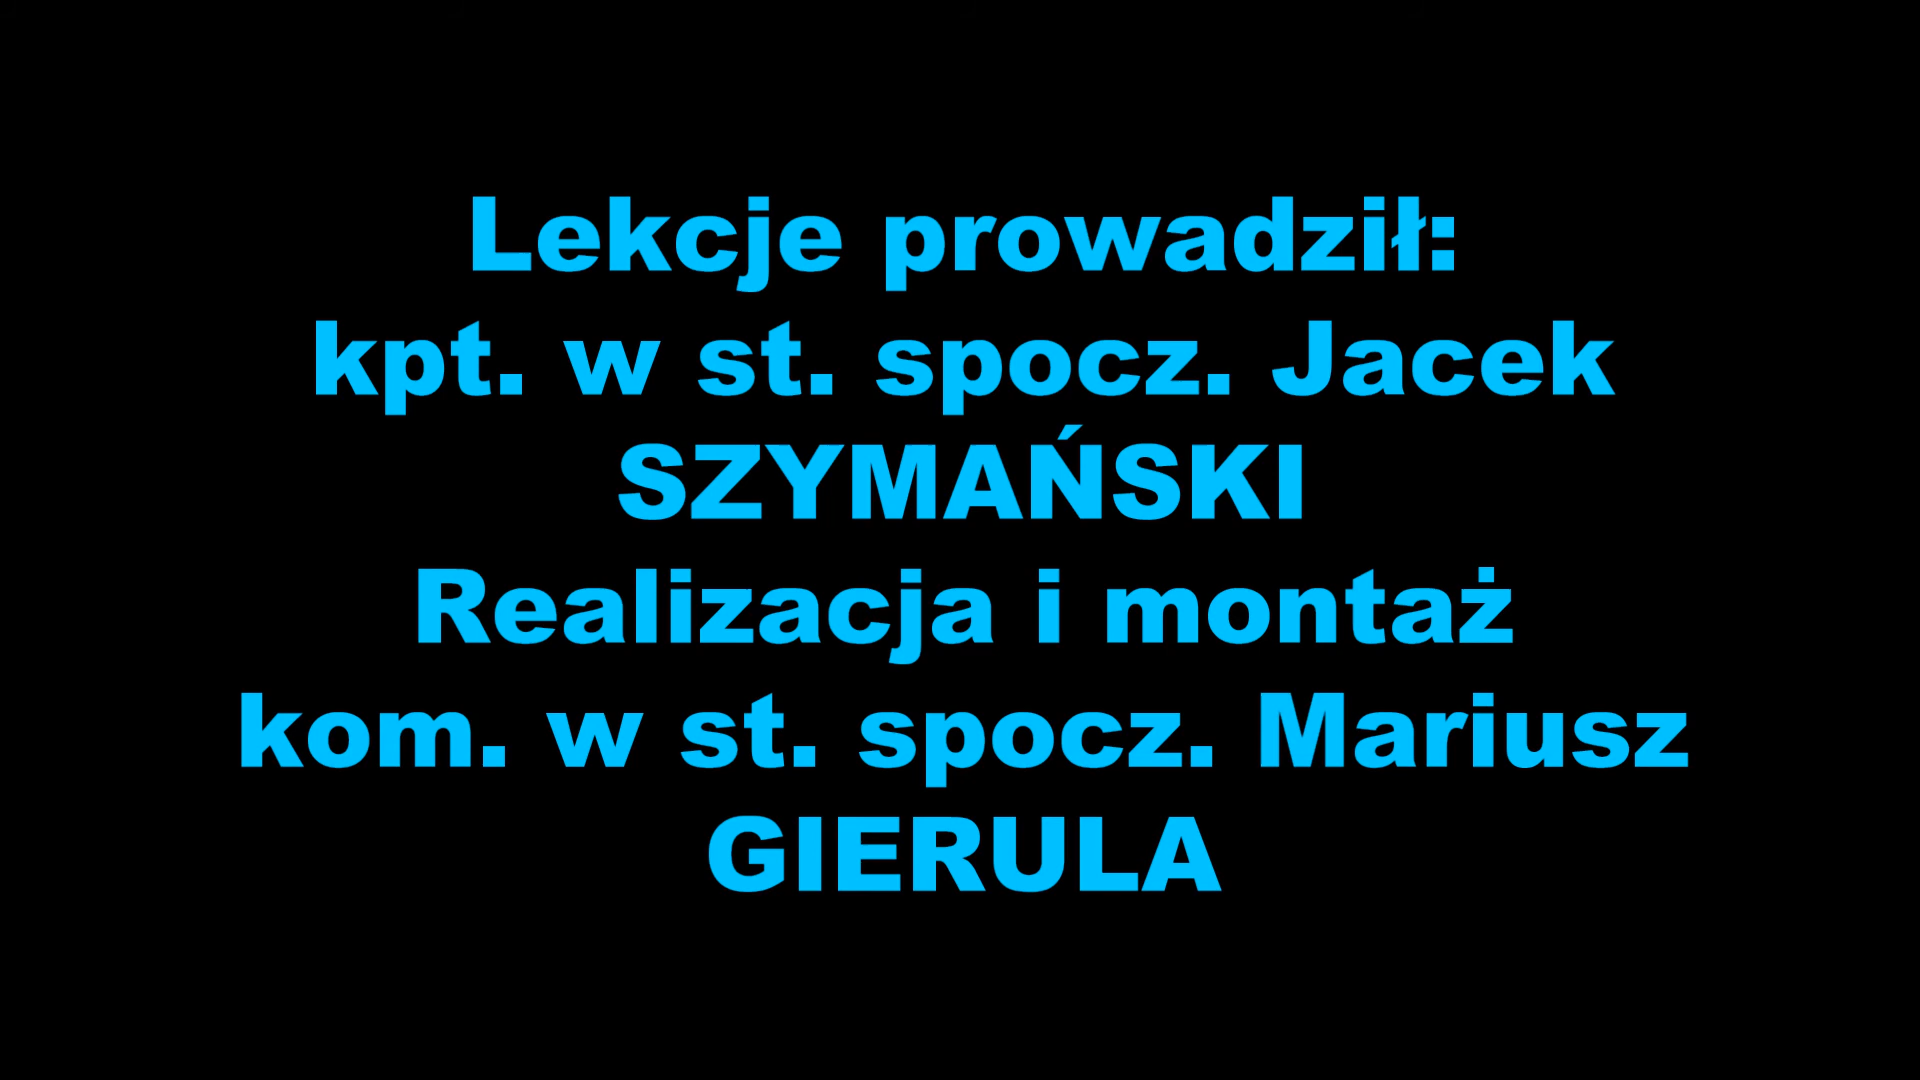 Lekcje prowadził:
kpt. w st. spocz. Jacek
SZYMAŃSKI
Realizacja i montaż
kom. w st. spocz. Mariusz
GIERULA